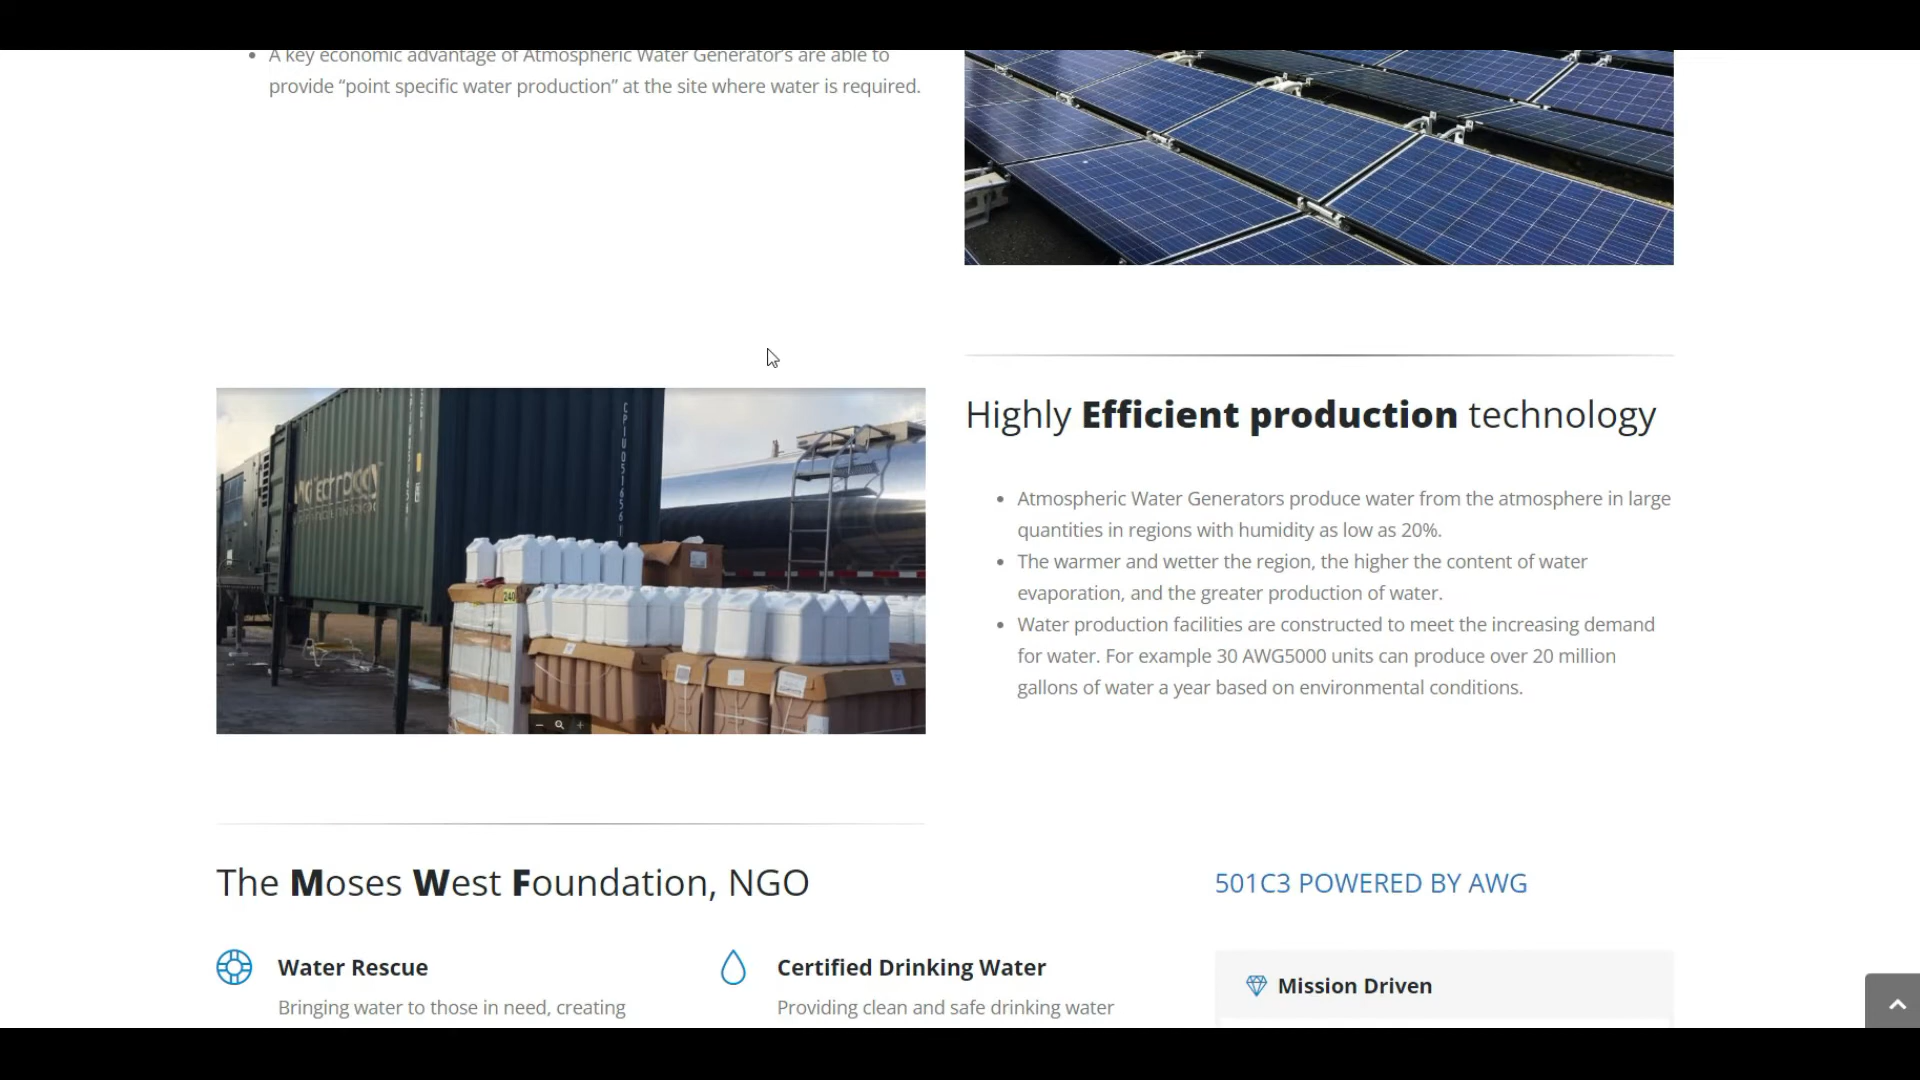 A key economic advantage of Atmospheric Water Generator's are able to
provide “point specific water production” at the site where water is required.
CPIU051656
240
Highly Efficient production technology
Atmospheric Water Generators produce water from the atmosphere in large
quantities in regions with humidity as low as 20%.
The warmer and wetter the region, the higher the content of water
evaporation, and the greater production of water.
Water production facilities are constructed to meet the increasing demand
for water. For example 30 AWG5000 units can produce over 20 million
gallons of water a year based on environmental conditions.
The Moses West Foundation, NGO
501C3 POWERED BY AWG
Water Rescue
Bringing water to those in need, creating
Certified Drinking Water
Providing clean and safe drinking water
Mission Driven